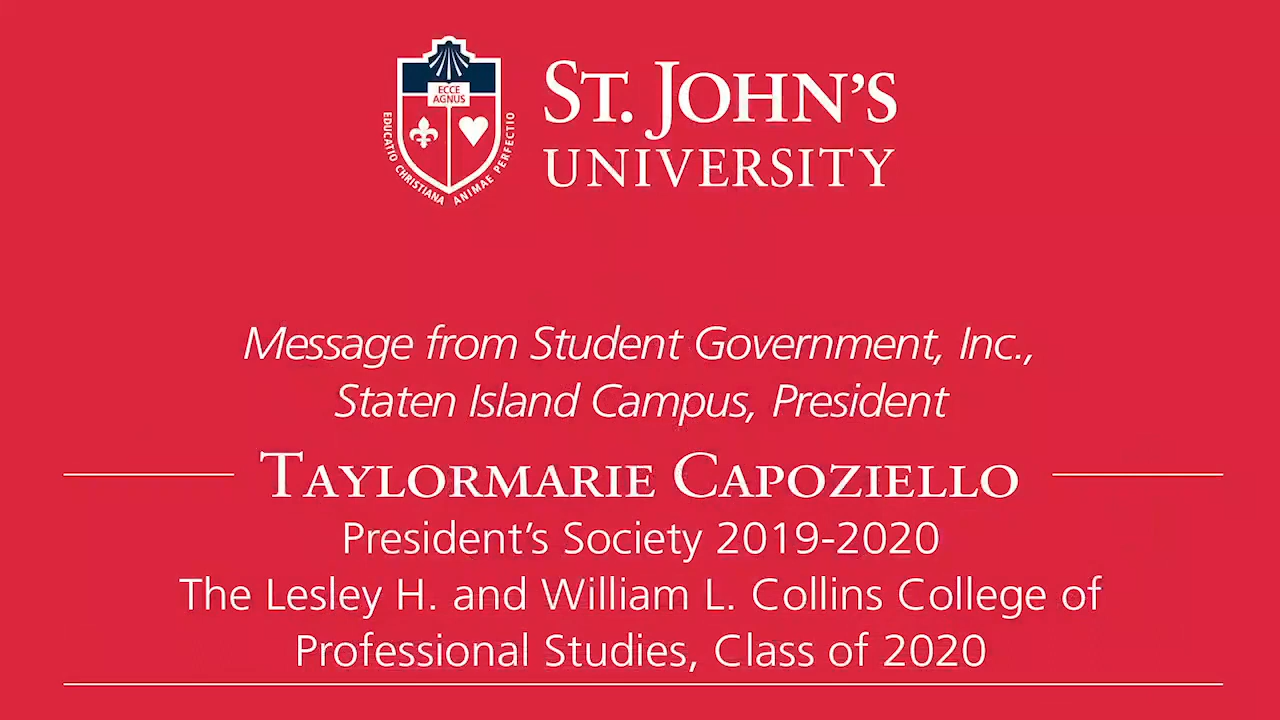 ECCE
AGNUS
EDUCATIO CHRISTIANA ANIMAE PERFECTIO
ST. JOHN'S
UNIVERSITY
Message from Student Government, Inc.,
Staten Island Campus, President
TAYLORMARIE CAPOZIELLO
President's Society 2019-2020
The Lesley H. and William L. Collins College of
Professional Studies, Class of 2020